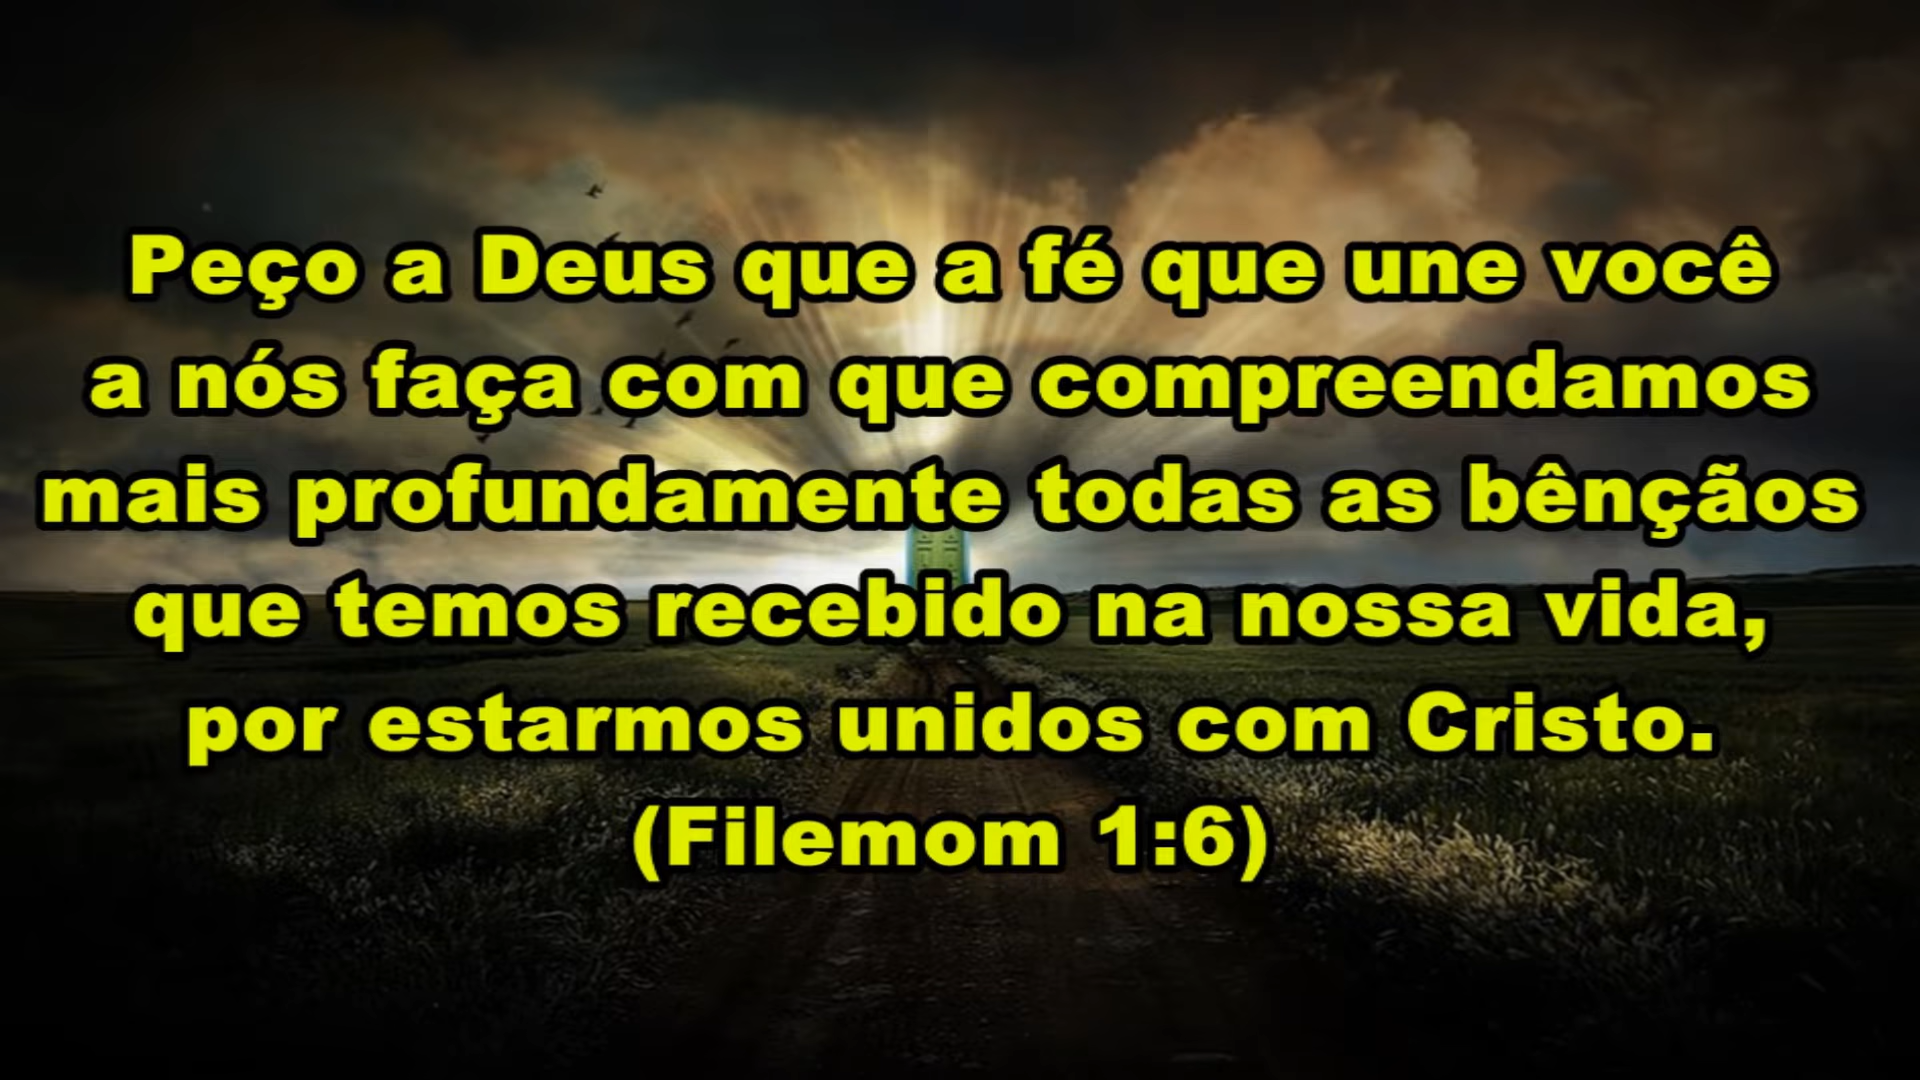 Peço a Deus que a fé que une você
a nós faça com que compreendamos
mais profundamente todas as bênçãos
que temos recebido na nossa vida,
por estarmos unidos com Cristo.
(Filemom 1:6)